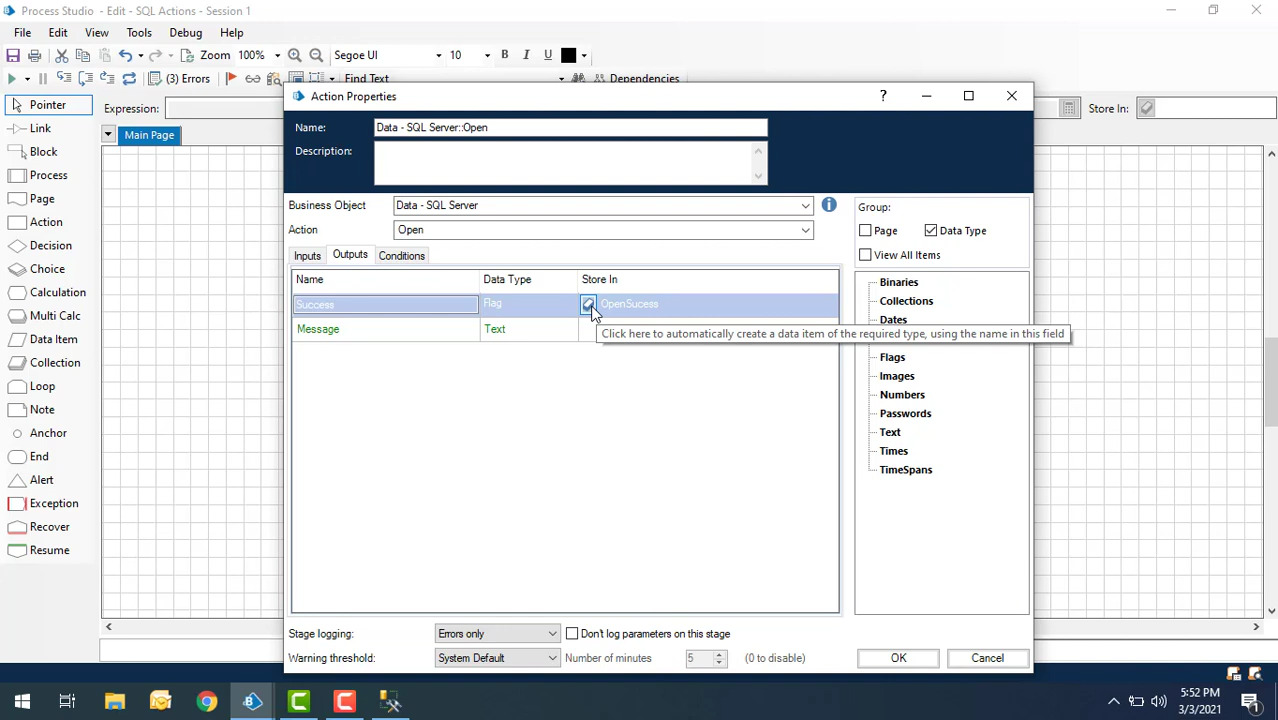 Process Studio - Edit - SQL Actions - Session 1
File Edit View Tools Debug Help
Zoom 100% Segoe UI 10 B I U
(3) Errors Find Text Dependencies
Pointer
Expression:
Store In:
Link
Block
Process
Page
Action
Decision
Choice
Calculation
Multi Calc
Data Item
Collection
Loop
Note
Anchor
End
Alert
Exception
Recover
Resume
Main Page
Action Properties
?
Name: Data - SQL Server::Open
Description:
Business Object Data - SQL Server
Action Open
Inputs Outputs Conditions
Name Data Type Store In
Success Flag OpenSucess
Message Text
Click here to automatically create a data item of the required type, using the name in this field
Group:
Page Data Type
View All Items
Binaries
Collections
Dates
Flags
Images
Numbers
Passwords
Text
Times
TimeSpans
Stage logging: Errors only Don't log parameters on this stage
Warning threshold: System Default Number of minutes 5 (0 to disable)
OK Cancel
5:52 PM
3/3/2021
1